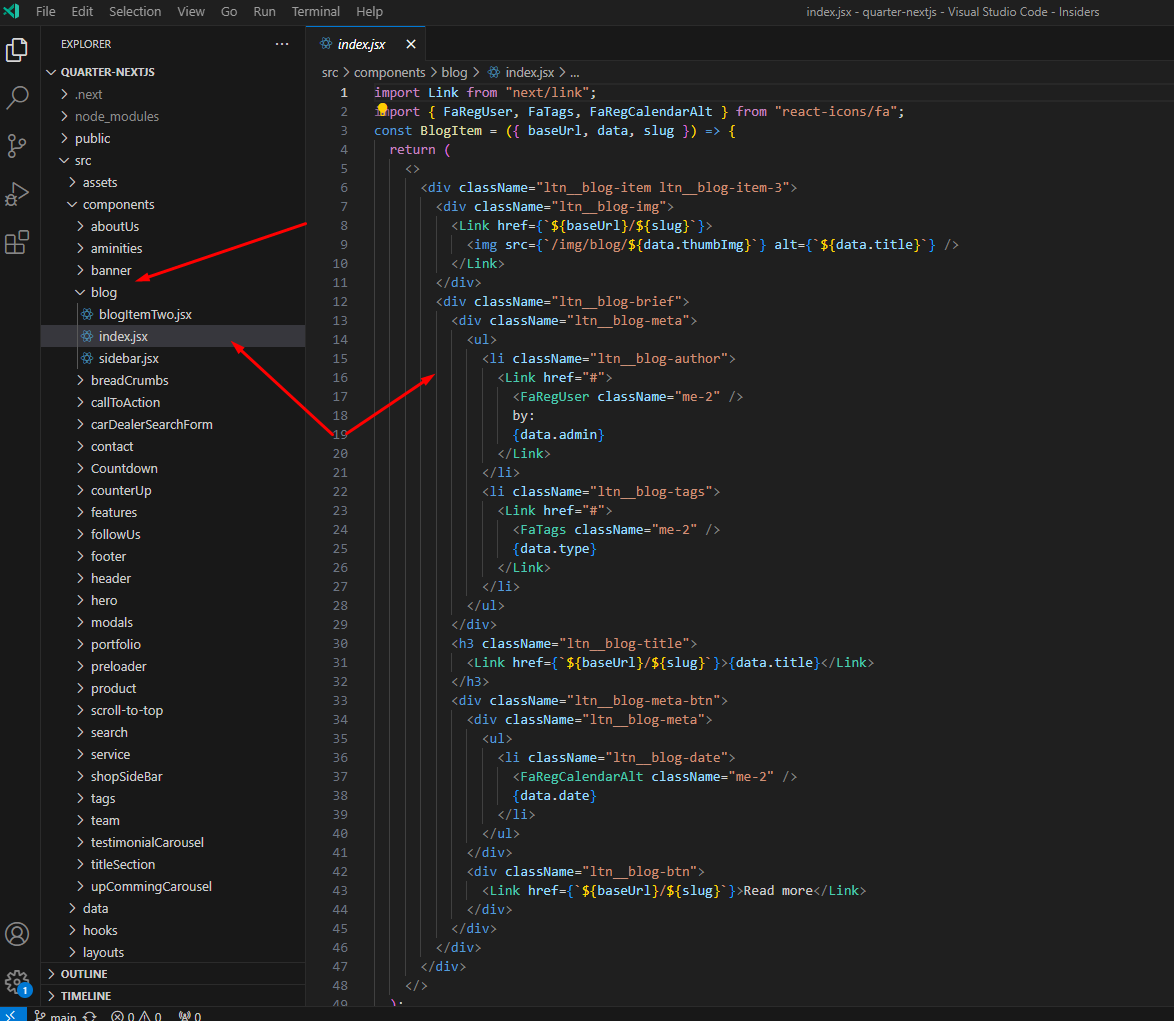 File Edit Selection View Go Run Terminal Help
index.jsx - quarter-nextjs - Visual Studio Code - Insiders
EXPLORER
QUARTER-NEXTJS
.next
node_modules
public
src
assets
components
aboutUs
aminities
banner
blog
blogItemTwo.jsx
index.jsx
sidebar.jsx
breadCrumbs
callToAction
carDealerSearchForm
contact
Countdown
counterUp
features
followUs
footer
header
hero
modals
portfolio
preloader
product
scroll-to-top
search
service
shopSideBar
tags
team
testimonialCarousel
titleSection
upCommingCarousel
data
hooks
layouts
OUTLINE
TIMELINE
1
main 0 0 0
index.jsx
src > components > blog > index.jsx > ...
1 import Link from "next/link";
2 import { FaRegUser, FaTags, FaRegCalendarAlt } from "react-icons/fa";
3 const BlogItem = ({ baseUrl, data, slug }) => {
4 return (
5 <>
6 <div className="ltn__blog-item ltn__blog-item-3">
7 <div className="ltn__blog-img">
8 <Link href={`${baseUrl}/${slug}`}>
9 <img src={`/img/blog/${data.thumbImg}`} alt={`${data.title}`} />
10 </Link>
11 </div>
12 <div className="ltn__blog-brief">
13 <div className="ltn__blog-meta">
14 <ul>
15 <li className="ltn__blog-author">
16 <Link href="#">
17 <FaRegUser className="me-2" />
18 by:
19 {data.admin}
20 </Link>
21 </li>
22 <li className="ltn__blog-tags">
23 <Link href="#">
24 <FaTags className="me-2" />
25 {data.type}
26 </Link>
27 </li>
28 </ul>
29 </div>
30 <h3 className="ltn__blog-title">
31 <Link href={`${baseUrl}/${slug}`}>{data.title}</Link>
32 </h3>
33 <div className="ltn__blog-meta-btn">
34 <div className="ltn__blog-meta">
35 <ul>
36 <li className="ltn__blog-date">
37 <FaRegCalendarAlt className="me-2" />
38 {data.date}
39 </li>
40 </ul>
41 </div>
42 <div className="ltn__blog-btn">
43 <Link href={`${baseUrl}/${slug}`}>Read more</Link>
44 </div>
45 </div>
46 </div>
47 </div>
48 </>
49 );